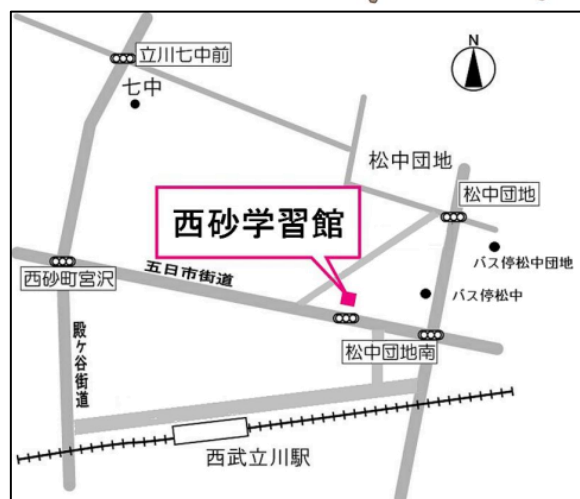 立川七中前
N
七中
松中団地
松中団地
西砂学習館
バス停松中団地
五日市街道
西砂町宮沢
バス停松中
殿ヶ谷街道
松中団地南
西武立川駅